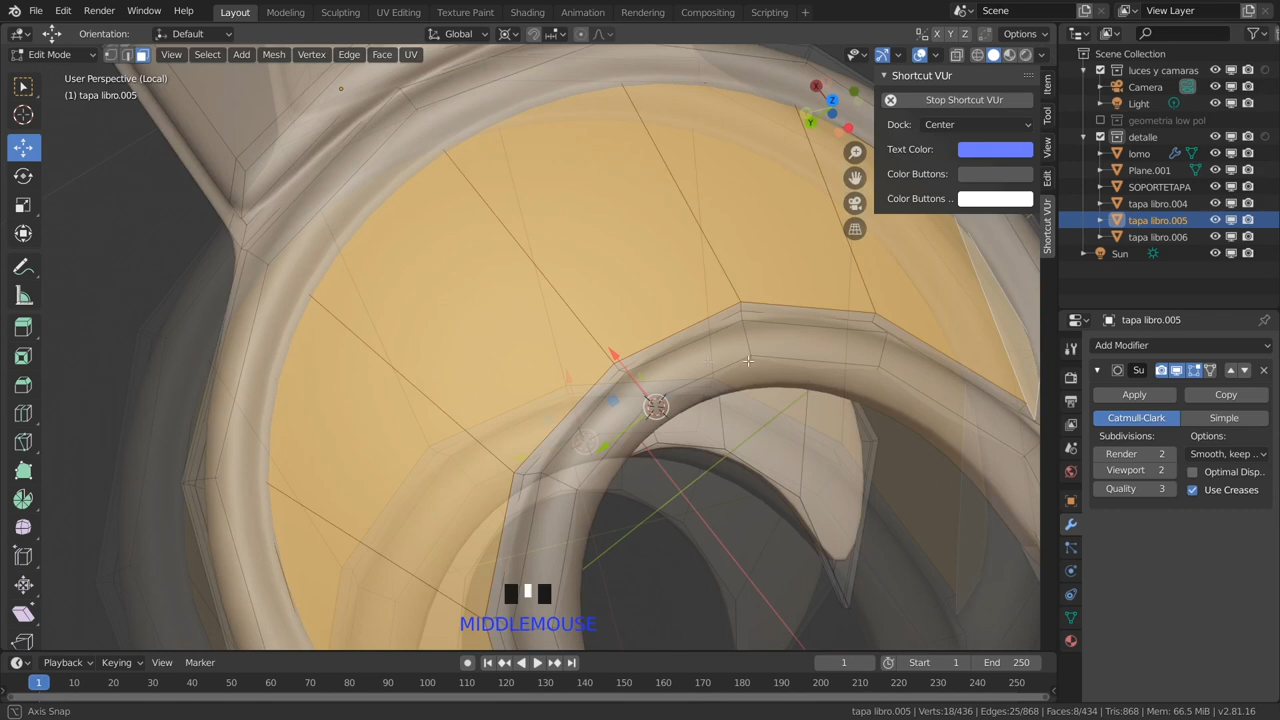 File Edit Render Window Help Layout Modeling Sculpting UV Editing Texture Paint Shading Animation Rendering Compositing Scripting + Scene View Layer
Orientation: Default Global X Y Z Options
Edit Mode View Select Add Mesh Vertex Edge Face UV
User Perspective (Local)
(1) tapa libro.005
Shortcut VUr
Stop Shortcut VUr
Dock: Center
Text Color:
Color Buttons:
Color Buttons ..
Item
Tool
View
Edit
Shortcut VUr
X
Z
Y
Scene Collection
luces y camaras
Camera
Light
geometria low pol
detalle
lomo
Plane.001
SOPORTETAPA
tapa libro.004
tapa libro.005
tapa libro.006
Sun
tapa libro.005
Add Modifier
Su
Apply Copy
Catmull-Clark Simple
Subdivisions: Options:
Render 2 Smooth, keep ..
Viewport 2 Optimal Disp..
Quality 3 Use Creases
MIDDLEMOUSE
Playback Keying View Marker 1 Start 1 End 250
1 10 20 30 40 50 60 70 80 90 100 110 120 130 140 150 160 170 180 190 200 210 220 230 240 250
Axis Snap tapa libro.005 | Verts:18/436 | Edges:25/868 | Faces:8/434 | Tris:868 | Mem: 66.5 MiB | v2.81.16